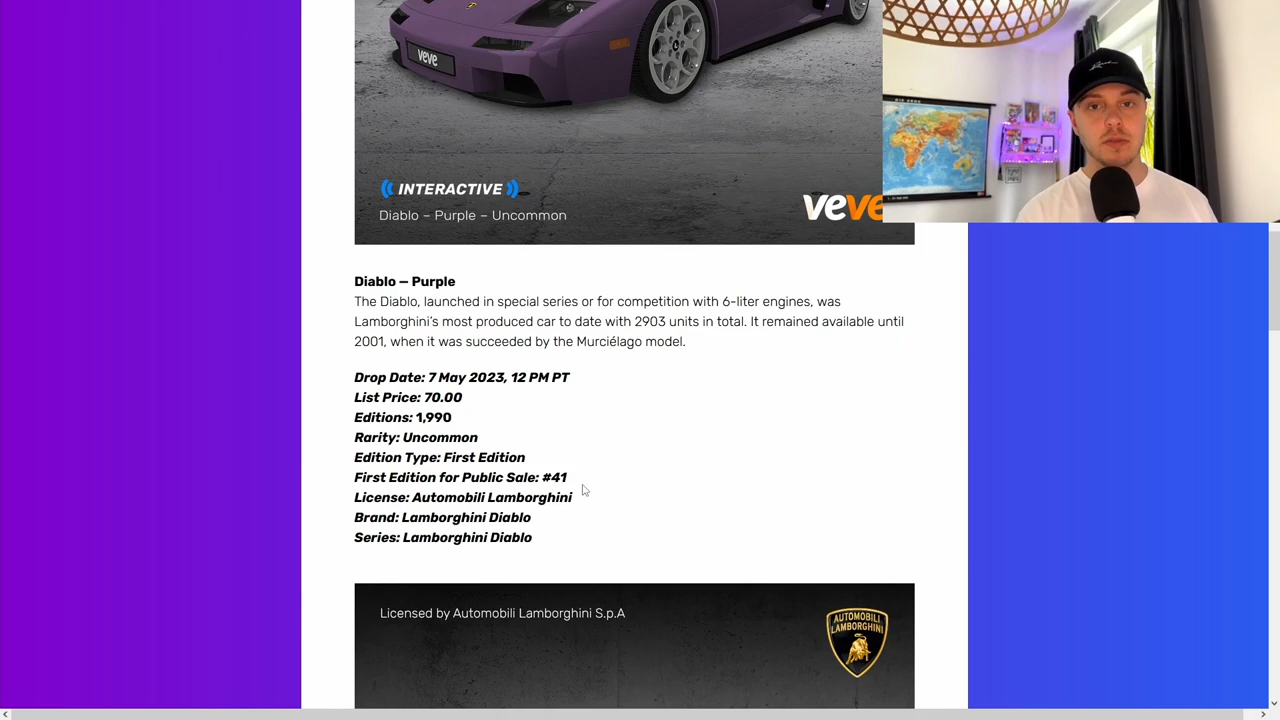 veve
INTERACTIVE
Diablo – Purple – Uncommon
veve
Diablo — Purple
The Diablo, launched in special series or for competition with 6-liter engines, was
Lamborghini's most produced car to date with 2903 units in total. It remained available until
2001, when it was succeeded by the Murciélago model.
Drop Date: 7 May 2023, 12 PM PT
List Price: 70.00
Editions: 1,990
Rarity: Uncommon
Edition Type: First Edition
First Edition for Public Sale: #41
License: Automobili Lamborghini
Brand: Lamborghini Diablo
Series: Lamborghini Diablo
Licensed by Automobili Lamborghini S.p.A
AUTOMOBILI
LAMBORGHINI